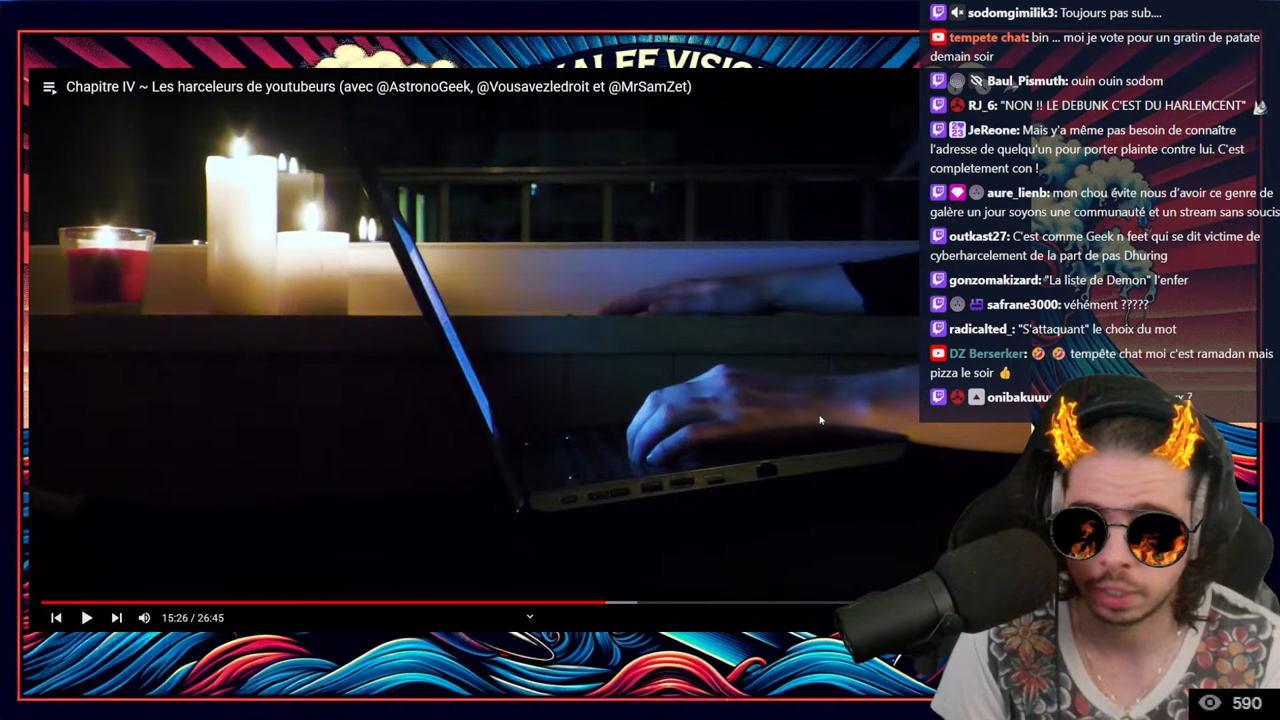 KALEE VISION
Chapitre IV ~ Les harceleurs de youtubeurs (avec @AstronoGeek, @Vousavezledroit et @MrSamZet)
15:26 / 26:45
sodomgimilik3: Toujours pas sub....
tempete chat: bin ... moi je vote pour un gratin de patate
demain soir
Baul_Pismuth: ouin ouin sodom
RJ_6: "NON !! LE DEBUNK C'EST DU HARLEMCENT"
JeReone: Mais y'a même pas besoin de connaître
l'adresse de quelqu'un pour porter plainte contre lui. C'est
completement con !
aure_lienb: mon chou évite nous d'avoir ce genre de
galère un jour soyons une communauté et un stream sans soucis
outkast27: C'est comme Geek n feet qui se dit victime de
cyberharcelement de la part de pas Dhuring
gonzomakizard: "La liste de Demon" l'enfer
safrane3000: véhément ?????
radicalted_: "S'attaquant" le choix du mot
DZ Berserker: 🤣 🤣 tempête chat moi c'est ramadan mais
pizza le soir 👍
?
590